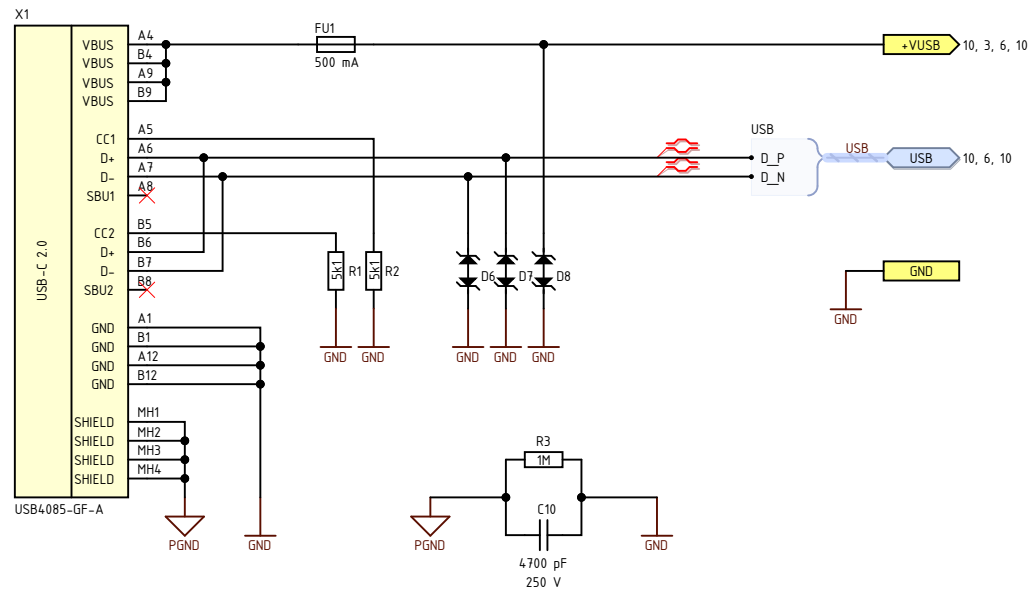 X1
USB-C 2.0
VBUS A4
VBUS B4
VBUS A9
VBUS B9
CC1 A5
D+ A6
D- A7
SBU1 A8
CC2 B5
D+ B6
D- B7
SBU2 B8
GND A1
GND B1
GND A12
GND B12
SHIELD MH1
SHIELD MH2
SHIELD MH3
SHIELD MH4
USB4085-GF-A
PGND
GND
FU1
500 mA
5k1 R1
5k1 R2
GND
GND
D6
D7
D8
GND
GND
GND
+VUSB 10, 3, 6, 10
USB
D_P
D_N
USB
USB 10, 6, 10
GND
GND
R3
1M
C10
4700 pF
250 V
PGND
GND